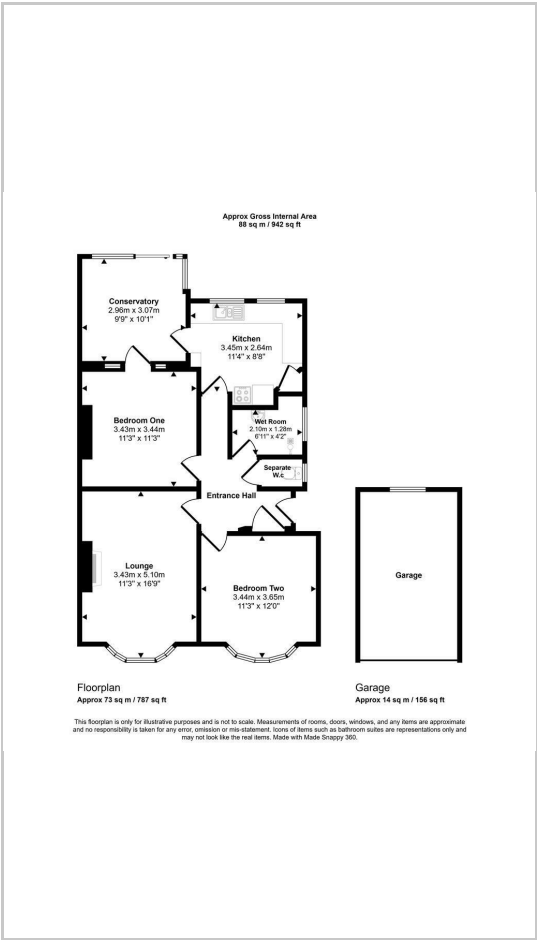 Approx Gross Internal Area
88 sq m / 942 sq ft
Conservatory
2.96m x 3.07m
9'9" x 10'1"
Kitchen
3.45m x 2.64m
11'4" x 8'8"
Bedroom One
3.43m x 3.44m
11'3" x 11'3"
Wet Room
2.10m x 1.28m
6'11" x 4'2"
Separate
W.c
Entrance Hall
Lounge
3.43m x 5.10m
11'3" x 16'9"
Bedroom Two
3.44m x 3.65m
11'3" x 12'0"
Garage
Floorplan
Approx 73 sq m / 787 sq ft
Garage
Approx 14 sq m / 156 sq ft
This floorplan is only for illustrative purposes and is not to scale. Measurements of rooms, doors, windows, and any items are approximate
and no responsibility is taken for any error, omission or mis-statement. Icons of items such as bathroom suites are representations only and
may not look like the real items. Made with Made Snappy 360.